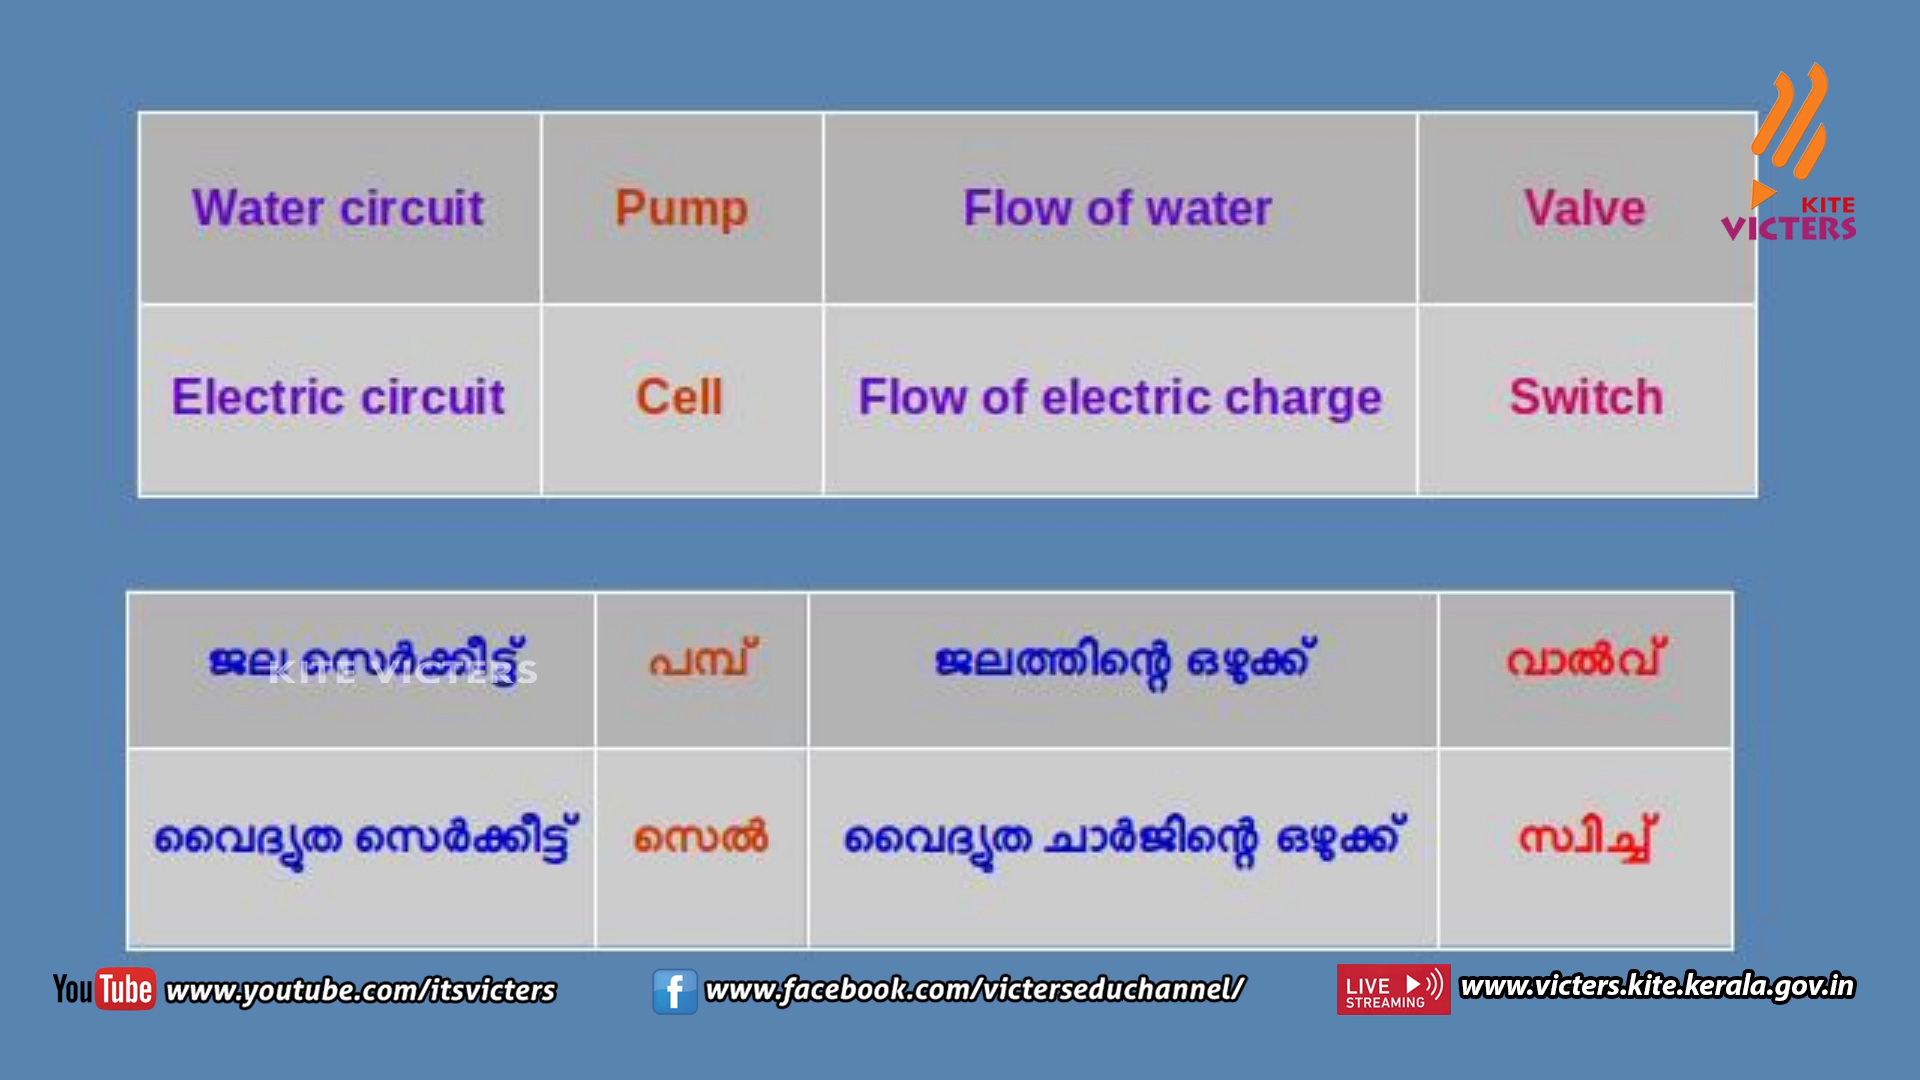 Water circuit Pump Flow of water Valve
Electric circuit Cell Flow of electric charge Switch
KITE
VICTERS
ജല സെർക്കീട്ട് പമ്പ് ജലത്തിന്റെ ഒഴുക്ക് വാൽവ്
KITE VICTERS
വൈദ്യുത സെർക്കീട്ട് സെൽ വൈദ്യുത ചാർജിന്റെ ഒഴുക്ക് സ്വിച്ച്
YouTube www.youtube.com/itsvicters f www.facebook.com/victerseduchannel/ LIVE STREAMING www.victers.kite.kerala.gov.in